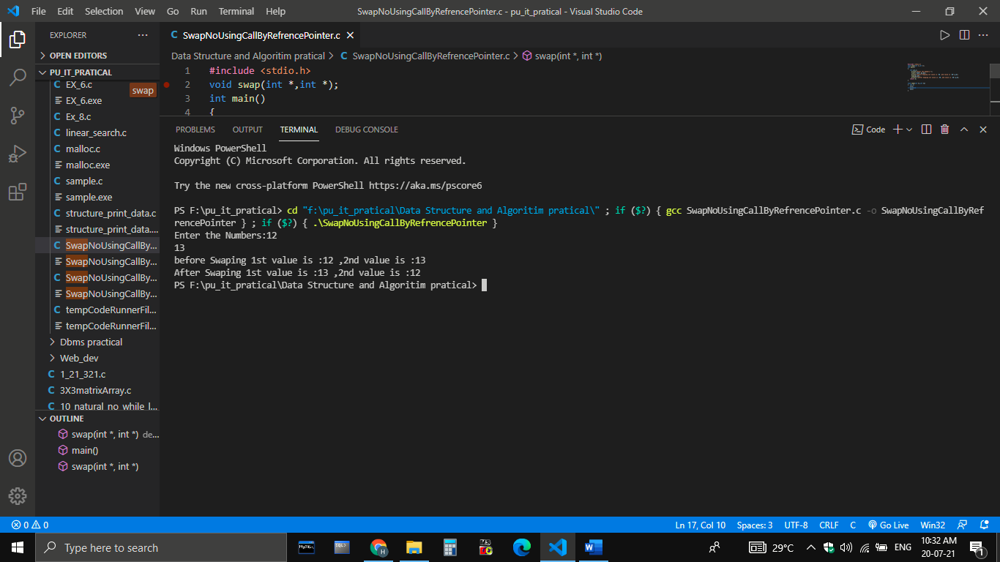 File Edit Selection View Go Run Terminal Help SwapNoUsingCallByRefrencePointer.c - pu_it_pratical - Visual Studio Code
EXPLORER
OPEN EDITORS
PU_IT_PRATICAL
swap
EX_6.c
EX_6.exe
Ex_8.c
linear_search.c
malloc.c
malloc.exe
sample.c
sample.exe
structure_print_data.c
structure_print_data....
SwapNoUsingCallBy...
SwapNoUsingCallBy...
SwapNoUsingCallBy...
SwapNoUsingCallBy...
tempCodeRunnerFil...
tempCodeRunnerFil...
Dbms practical
Web_dev
1_21_321.c
3X3matrixArray.c
10 natural no while l...
OUTLINE
swap(int *, int *) de...
main()
swap(int *, int *)
SwapNoUsingCallByRefrencePointer.c
Data Structure and Algoritim pratical > C SwapNoUsingCallByRefrencePointer.c > swap(int *, int *)
1 #include <stdio.h>
2 void swap(int *,int *);
3 int main()
4 {
PROBLEMS OUTPUT TERMINAL DEBUG CONSOLE Code
Windows PowerShell
Copyright (C) Microsoft Corporation. All rights reserved.
Try the new cross-platform PowerShell https://aka.ms/pscore6
PS F:\pu_it_pratical> cd "f:\pu_it_pratical\Data Structure and Algoritim pratical\" ; if ($?) { gcc SwapNoUsingCallByRefrencePointer.c -o SwapNoUsingCallByRef
rencePointer } ; if ($?) { .\SwapNoUsingCallByRefrencePointer }
Enter the Numbers:12
13
before Swaping 1st value is :12 ,2nd value is :13
After Swaping 1st value is :13 ,2nd value is :12
PS F:\pu_it_pratical\Data Structure and Algoritim pratical>
0 0 Ln 17, Col 10 Spaces: 3 UTF-8 CRLF C Go Live Win32
Type here to search
29°C ENG
10:32 AM
20-07-21
1